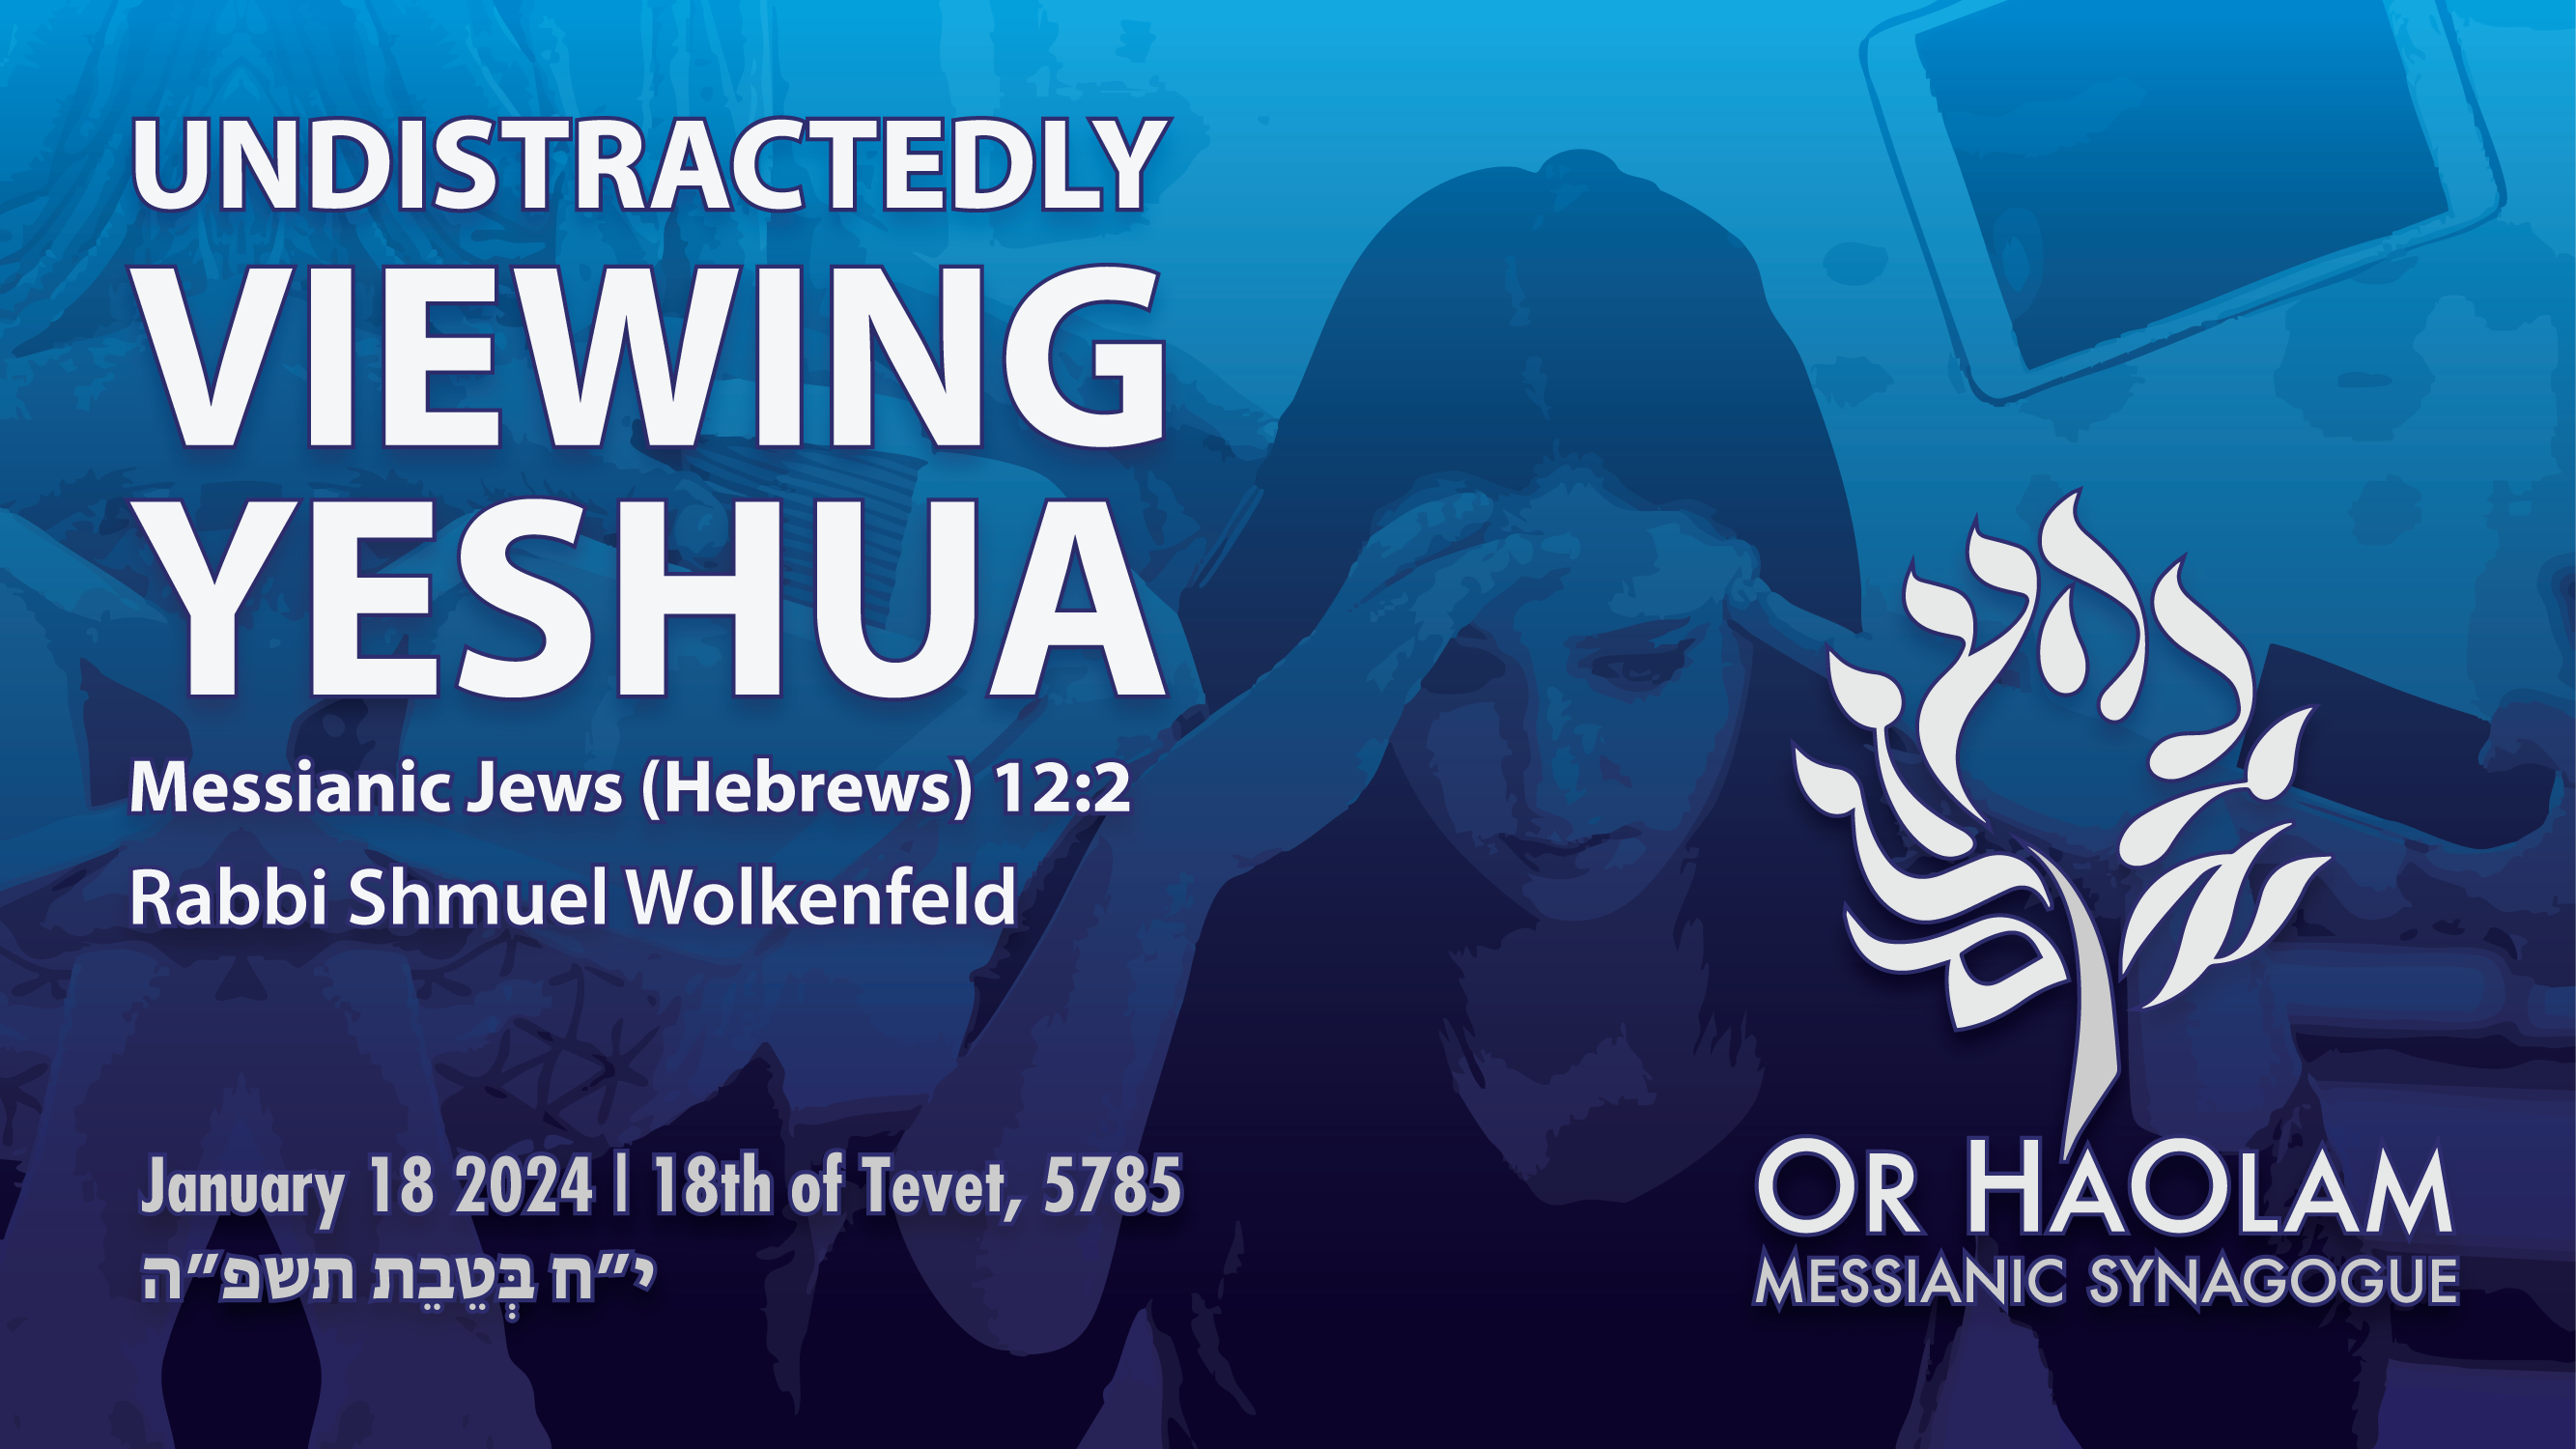 UNDISTRACTEDLY
VIEWING
YESHUA
Messianic Jews (Hebrews) 12:2
Rabbi Shmuel Wolkenfeld
January 18 2024 | 18th of Tevet, 5785
י״ח בְּטֵבֵת תשפ״ה
OR HAOLAM
MESSIANIC SYNAGOGUE